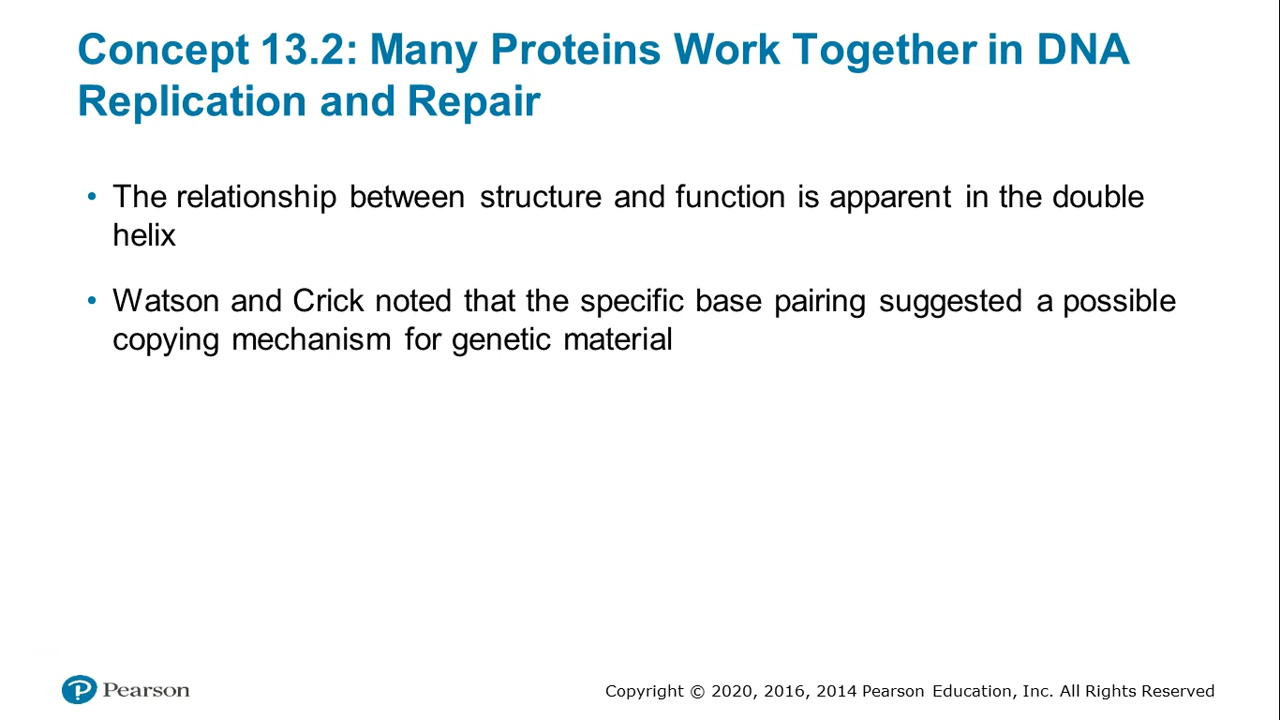 Concept 13.2: Many Proteins Work Together in DNA
Replication and Repair
• The relationship between structure and function is apparent in the double
helix
• Watson and Crick noted that the specific base pairing suggested a possible
copying mechanism for genetic material
Pearson
Copyright © 2020, 2016, 2014 Pearson Education, Inc. All Rights Reserved